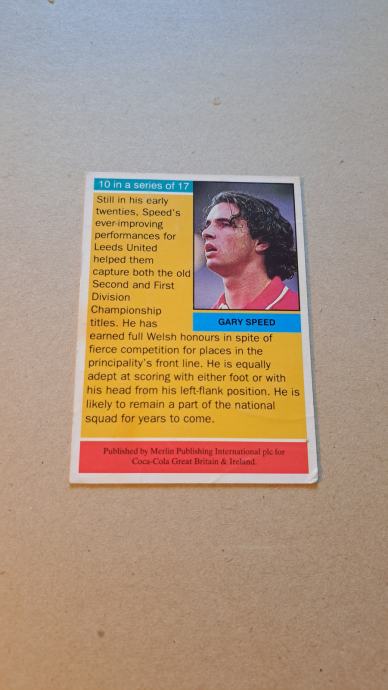 10 in a series of 17
Still in his early
twenties, Speed's
ever-improving
performances for
Leeds United
helped them
capture both the old
Second and First
Division
Championship
titles. He has
GARY SPEED
earned full Welsh honours in spite of
fierce competition for places in the
principality's front line. He is equally
adept at scoring with either foot or with
his head from his left-flank position. He is
likely to remain a part of the national
squad for years to come.
Published by Merlin Publishing International plc for
Coca-Cola Great Britain & Ireland.